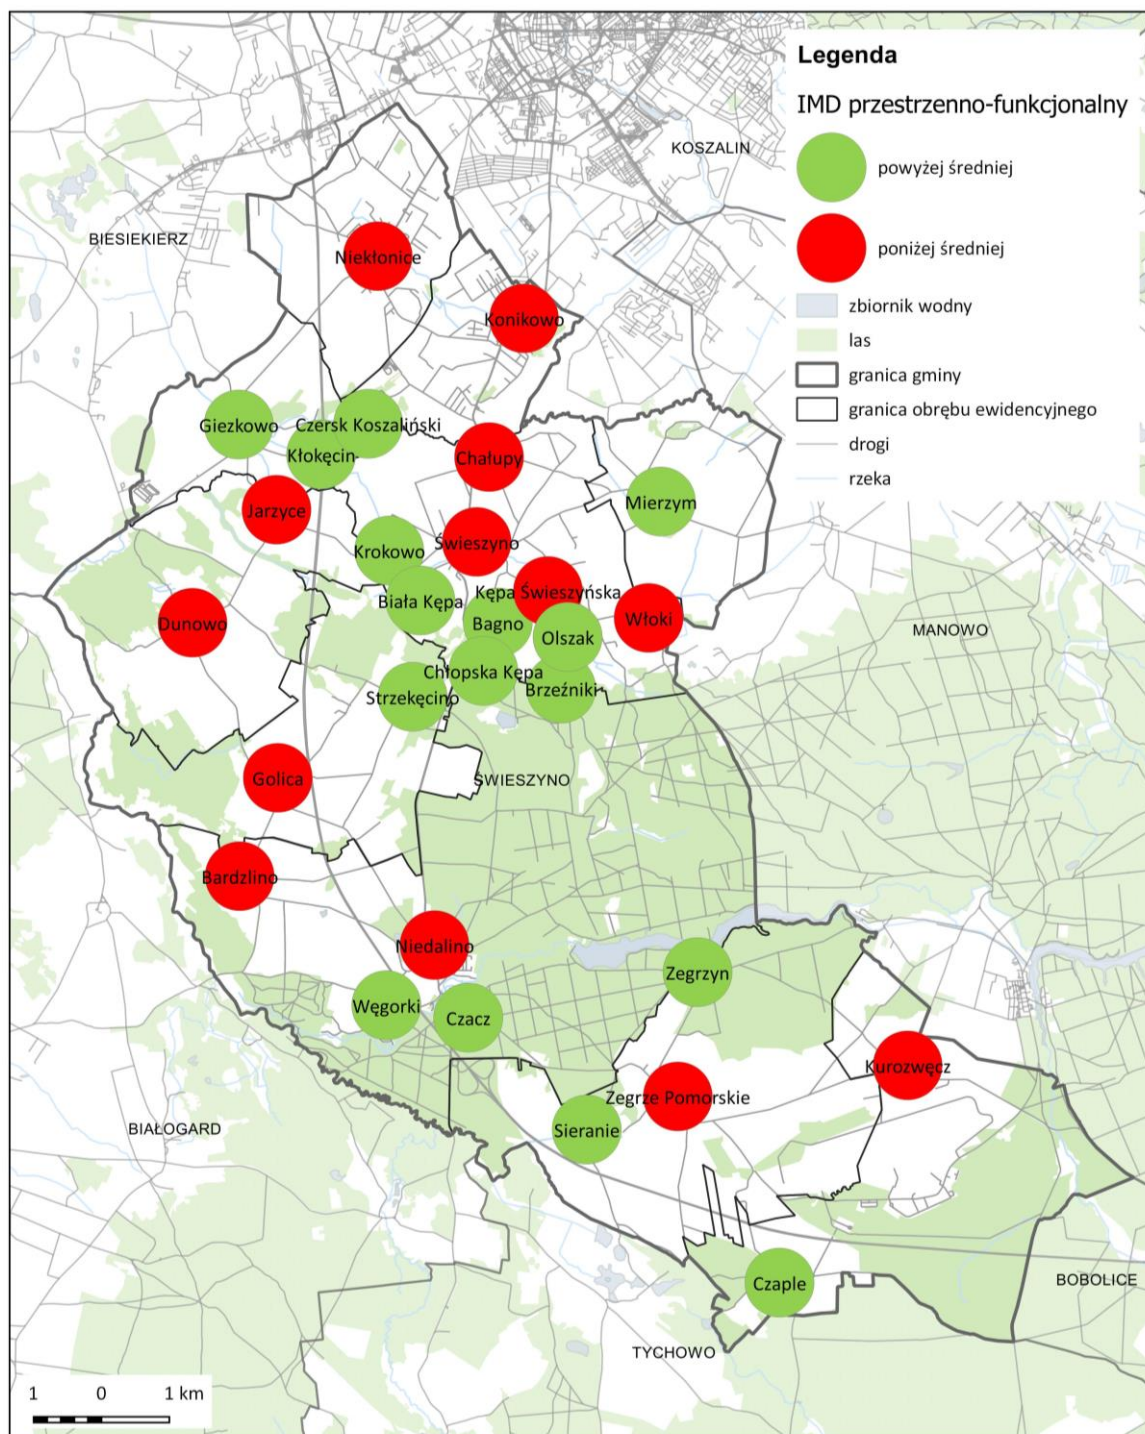 Legenda
IMD przestrzenno-funkcjonalny
powyżej średniej
poniżej średniej
zbiornik wodny
las
granica gminy
granica obrębu ewidencyjnego
drogi
rzeka
KOSZALIN
BIESIEKIERZ
Niekłonice
Konikowo
Giezkowo
Czersk Koszaliński
Kłokęcin
Chałupy
Jarzyce
Mierzym
Krokowo
Świeszyno
Kępa Świeszyńska
Biała Kępa
Bagno
Włoki
Dunowo
Olszak
MANOWO
Chłopska Kępa
Brzeźniki
Strzekęcino
Golica
ŚWIESZYNO
Bardzlino
Niedalino
Zegrzyn
Węgorki
Czacz
Kurozwęcz
Zegrze Pomorskie
BIAŁOGARD
Sieranie
Czaple
BOBOLICE
TYCHOWO
1 0 1 km